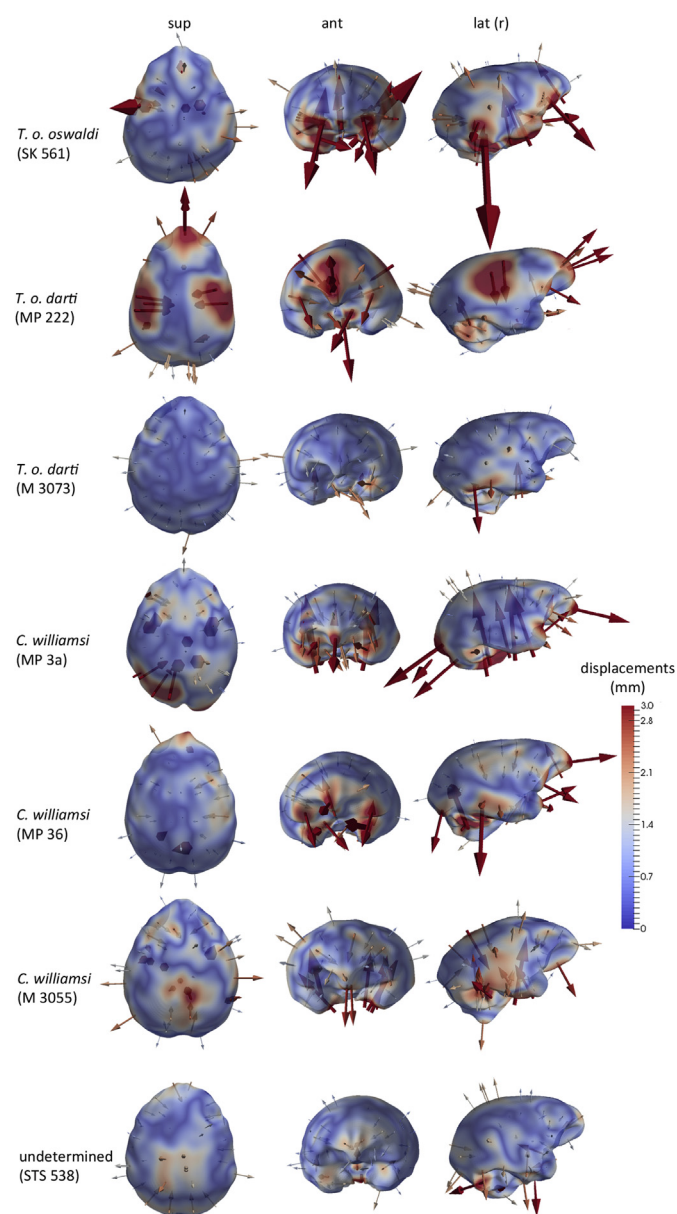 sup ant lat (r)
T. o. oswaldi
(SK 561)
T. o. darti
(MP 222)
T. o. darti
(M 3073)
C. williamsi
(MP 3a)
displacements
(mm)
3.0
2.8
2.1
1.4
0.7
0
C. williamsi
(MP 36)
C. williamsi
(M 3055)
undetermined
(STS 538)